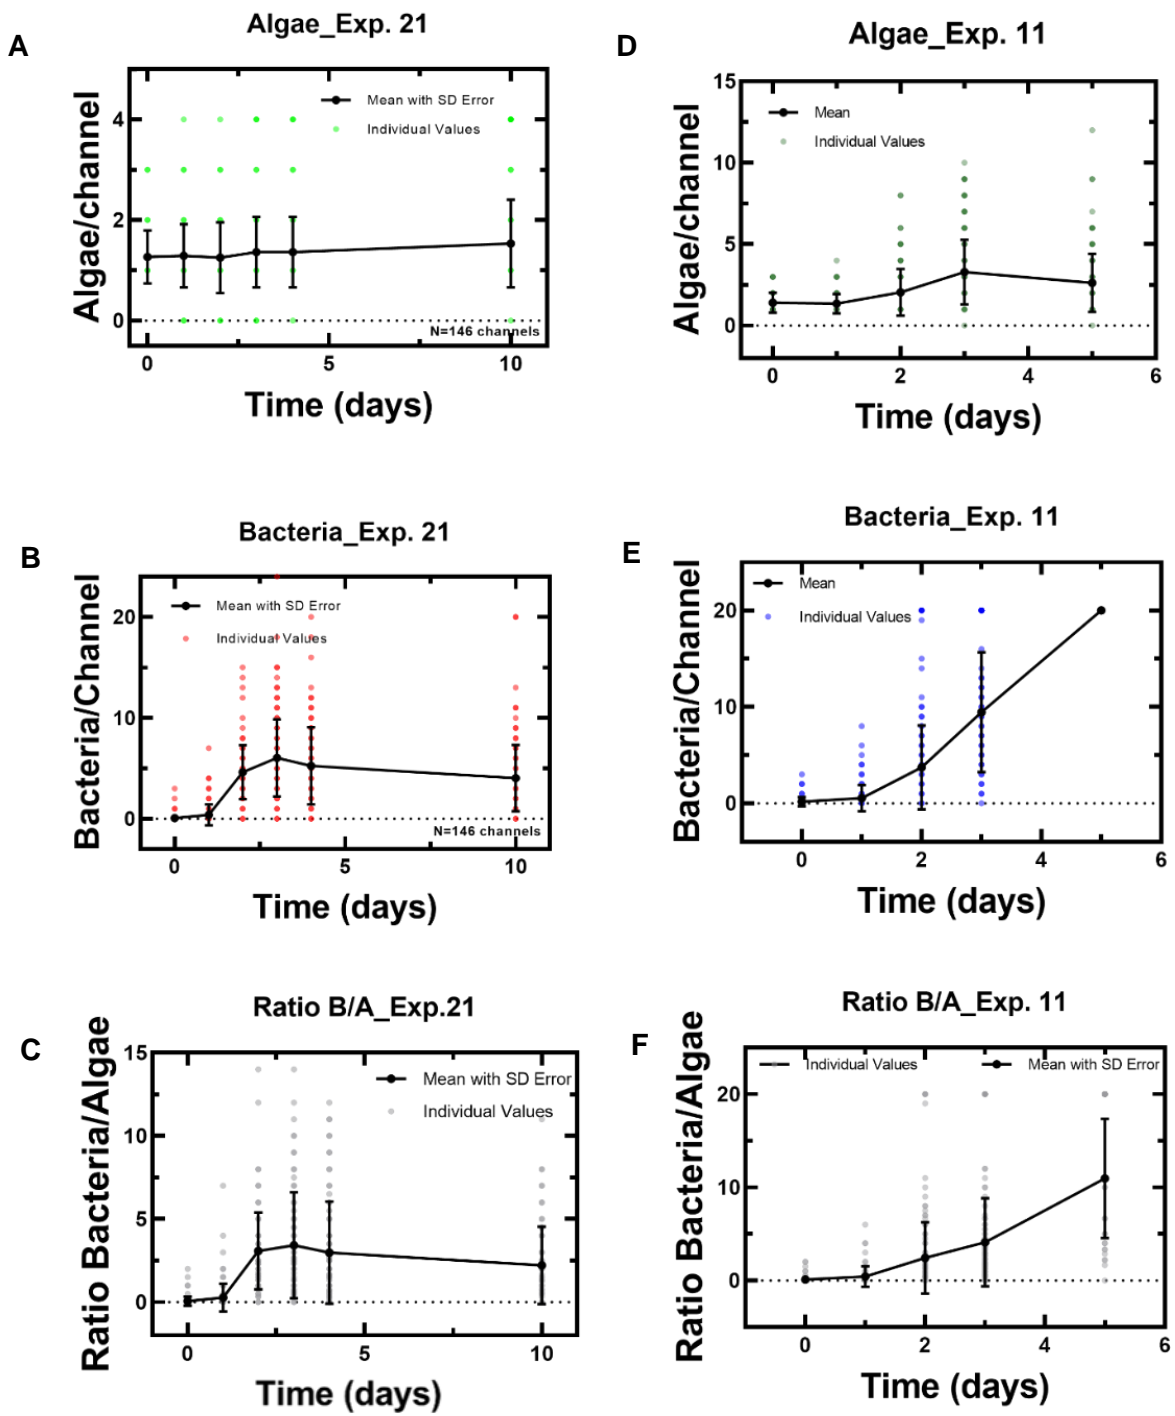 A
Algae_Exp. 21
Algae/channel
4
2
0
Mean with SD Error
Individual Values
N=146 channels
0 5 10
Time (days)
D
Algae_Exp. 11
Algae/channel
15
10
5
0
Mean
Individual Values
0 2 4 6
Time (days)
B
Bacteria_Exp. 21
Bacteria/Channel
20
10
0
Mean with SD Error
Individual Values
N=146 channels
0 5 10
Time (days)
E
Bacteria_Exp. 11
Bacteria/Channel
20
10
0
Mean
Individual Values
0 2 4 6
Time (days)
C
Ratio B/A_Exp.21
Ratio Bacteria/Algae
15
10
5
0
Mean with SD Error
Individual Values
0 5 10
Time (days)
F
Ratio B/A_Exp. 11
Ratio Bacteria/Algae
20
10
0
Individual Values
Mean with SD Error
0 2 4 6
Time (days)